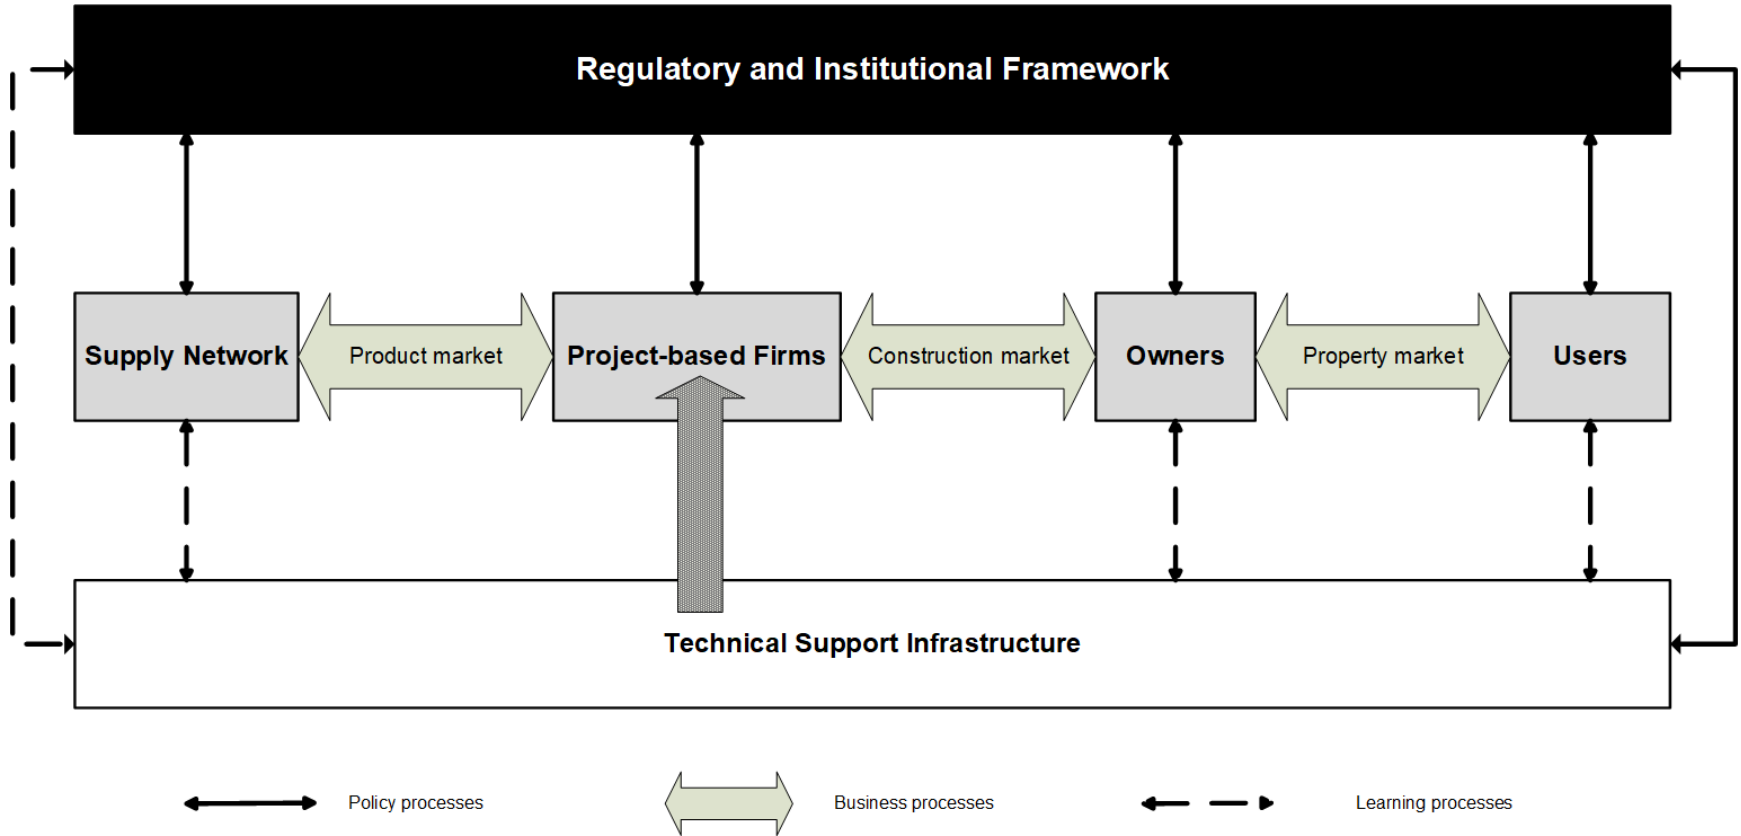 Regulatory and Institutional Framework
Supply Network
Product market
Project-based Firms
Construction market
Owners
Property market
Users
Technical Support Infrastructure
Policy processes
Business processes
Learning processes